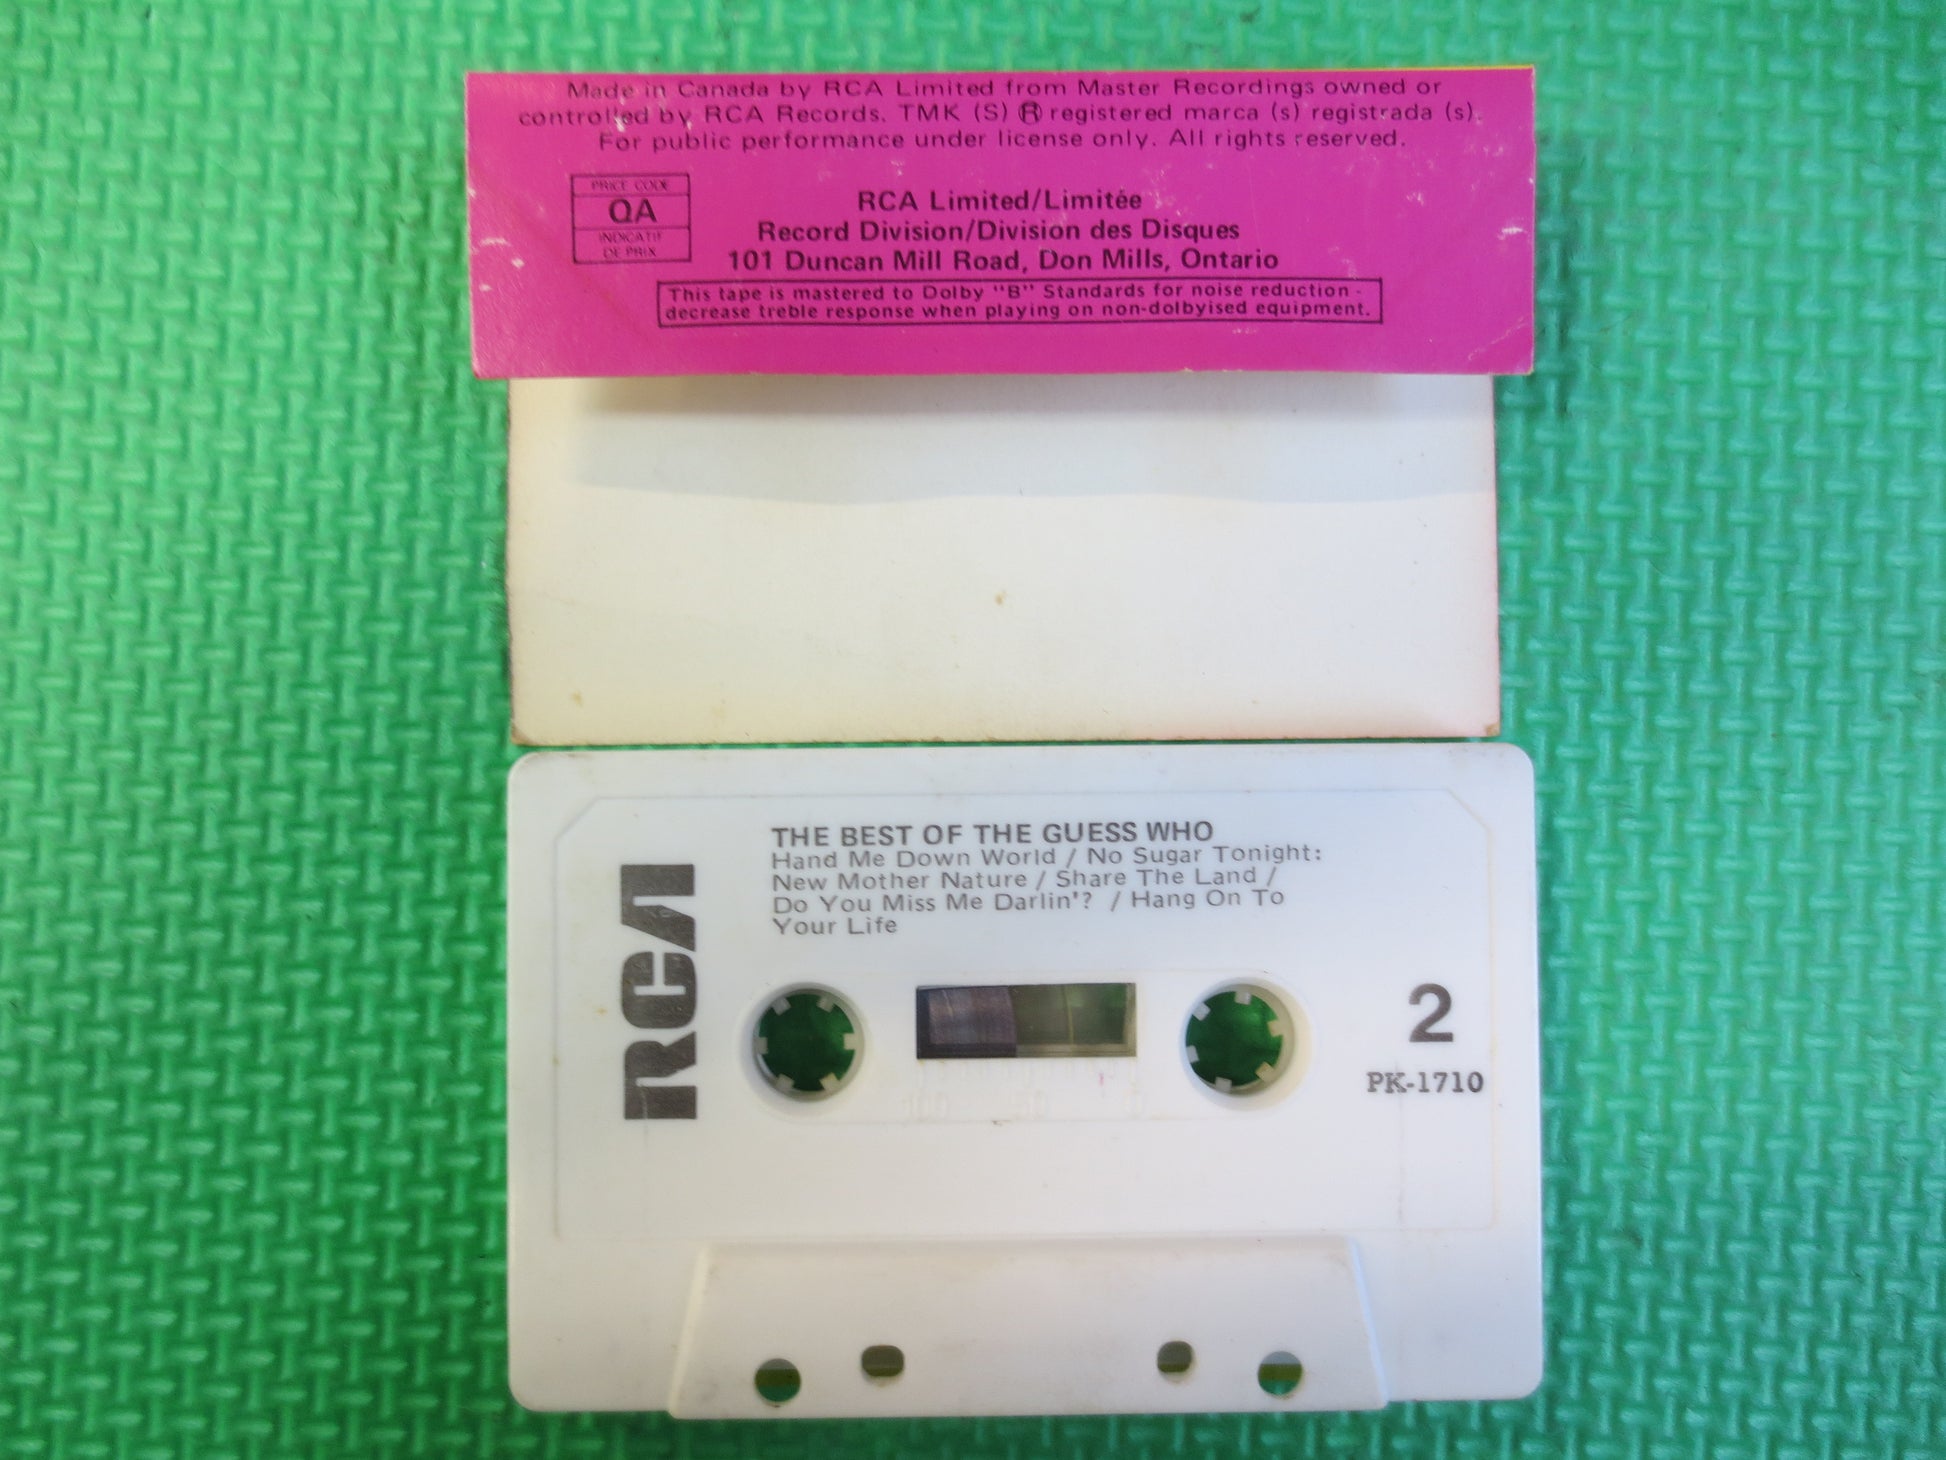 Made in Canada by RCA Limited from Master Recordings owned or
controlled by RCA Records. TMK (S) ® registered marca (s) registrada (s).
For public performance under license only. All rights reserved.
PRICE CODE
QA
INDICATIF
DE PRIX
RCA Limited/Limitée
Record Division/Division des Disques
101 Duncan Mill Road, Don Mills, Ontario
This tape is mastered to Dolby "B" Standards for noise reduction -
decrease treble response when playing on non-dolbyised equipment.
THE BEST OF THE GUESS WHO
Hand Me Down World / No Sugar Tonight:
New Mother Nature / Share The Land /
Do You Miss Me Darlin'? / Hang On To
Your Life
RCA
2
PK-1710
100 50 0